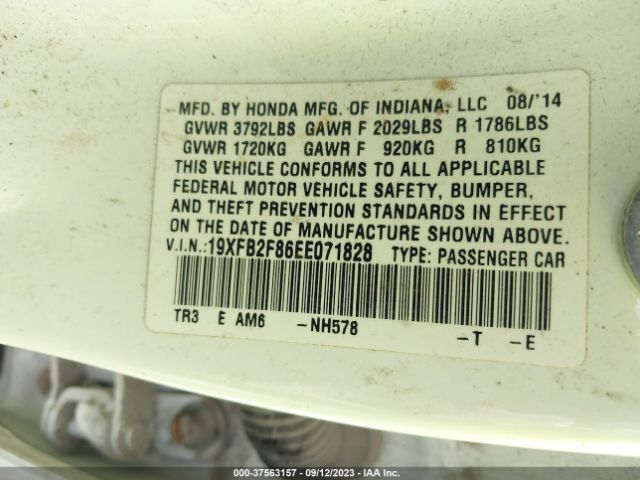 MFD. BY HONDA MFG. OF INDIANA, LLC 08/'14
GVWR 3792LBS GAWR F 2029LBS R 1786LBS
GVWR 1720KG GAWR F 920KG R 810KG
THIS VEHICLE CONFORMS TO ALL APPLICABLE
FEDERAL MOTOR VEHICLE SAFETY, BUMPER,
AND THEFT PREVENTION STANDARDS IN EFFECT
ON THE DATE OF MANUFACTURE SHOWN ABOVE.
V.I.N.: 19XFB2F86EE071828 TYPE: PASSENGER CAR
TR3 E AM6 -NH578 -T -E
000-37563157 - 09/12/2023 - IAA Inc.